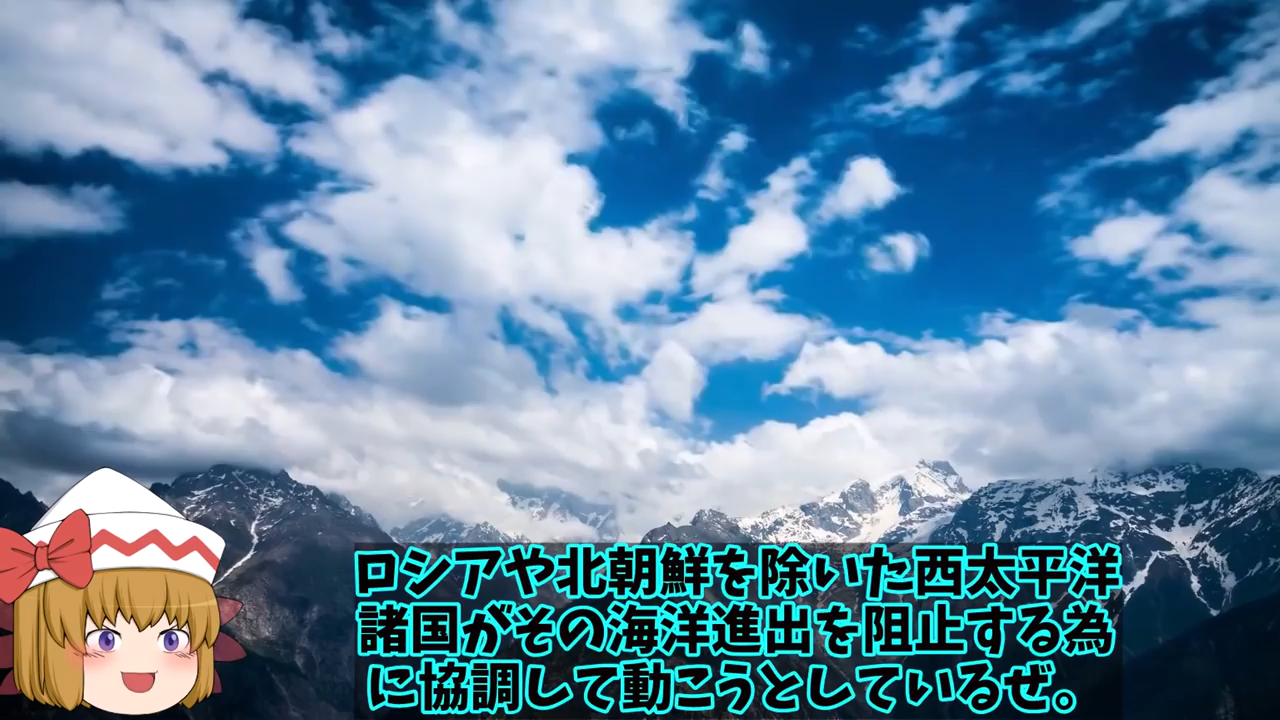 ロシアや北朝鮮を除いた西太平洋
諸国がその海洋進出を阻止する為
に協調して動こうとしているぜ。